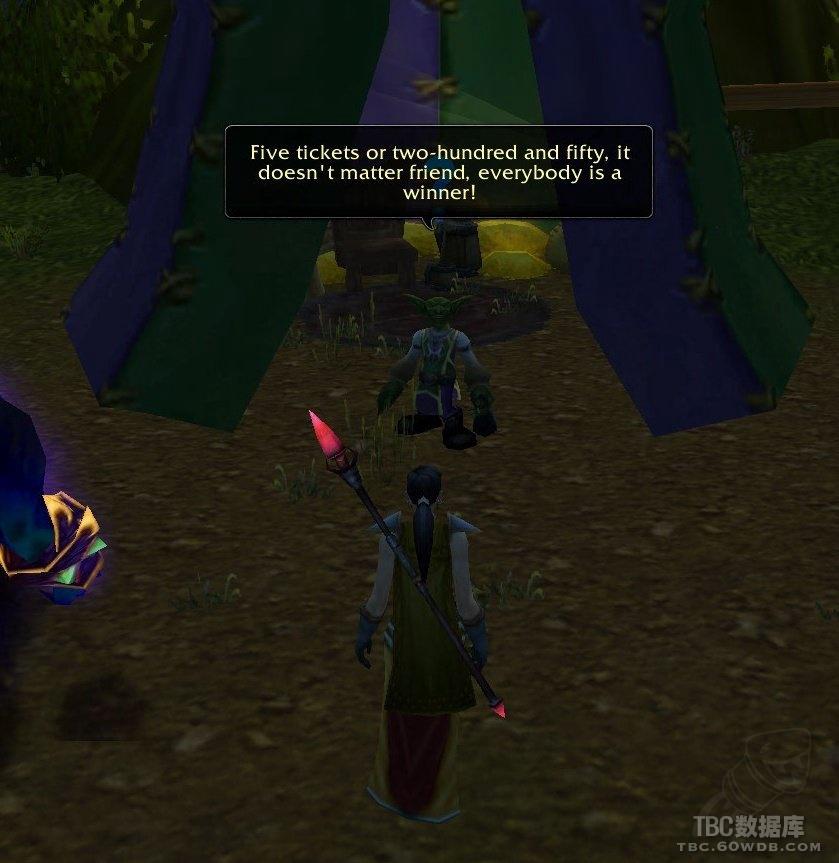 Five tickets or two-hundred and fifty, it
doesn't matter friend, everybody is a
winner!
TBC数据库
TBC.60WDB.COM